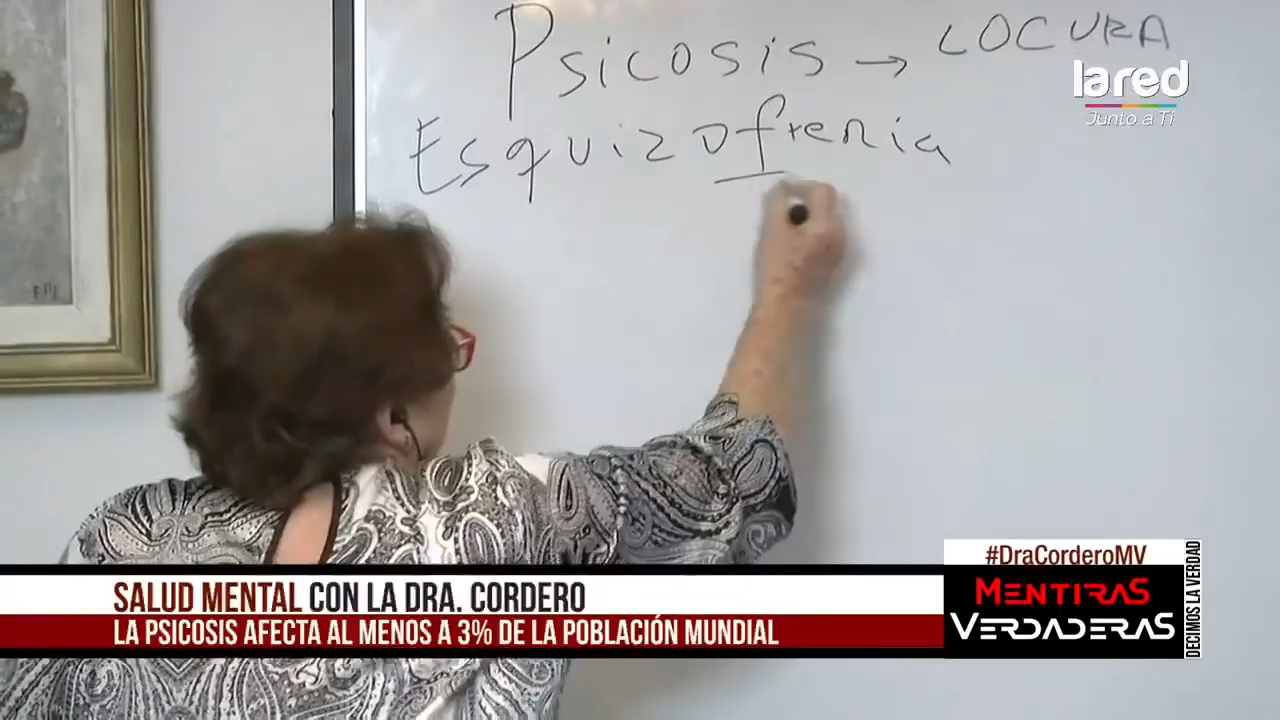 Psicosis → LOCURA
Esquizofrenia
lared
Junto a Ti
#DraCorderoMV
MENTIRAS
VERDADERAS
DECIMOS LA VERDAD
SALUD MENTAL CON LA DRA. CORDERO
LA PSICOSIS AFECTA AL MENOS A 3% DE LA POBLACIÓN MUNDIAL